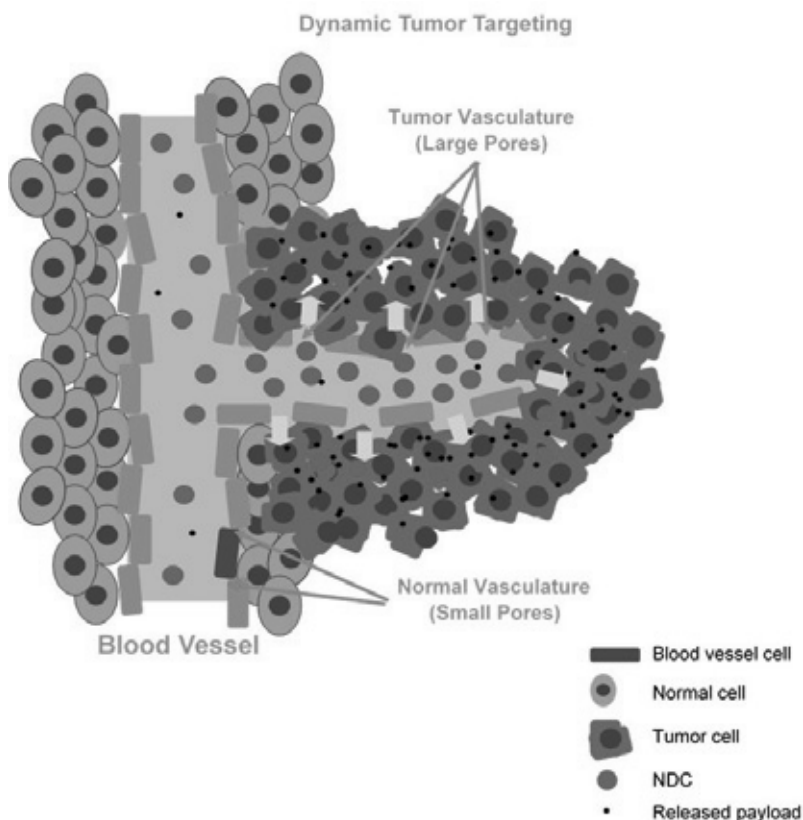 Dynamic Tumor Targeting
Tumor Vasculature
(Large Pores)
Normal Vasculature
(Small Pores)
Blood Vessel
Blood vessel cell
Normal cell
Tumor cell
NDC
Released payload